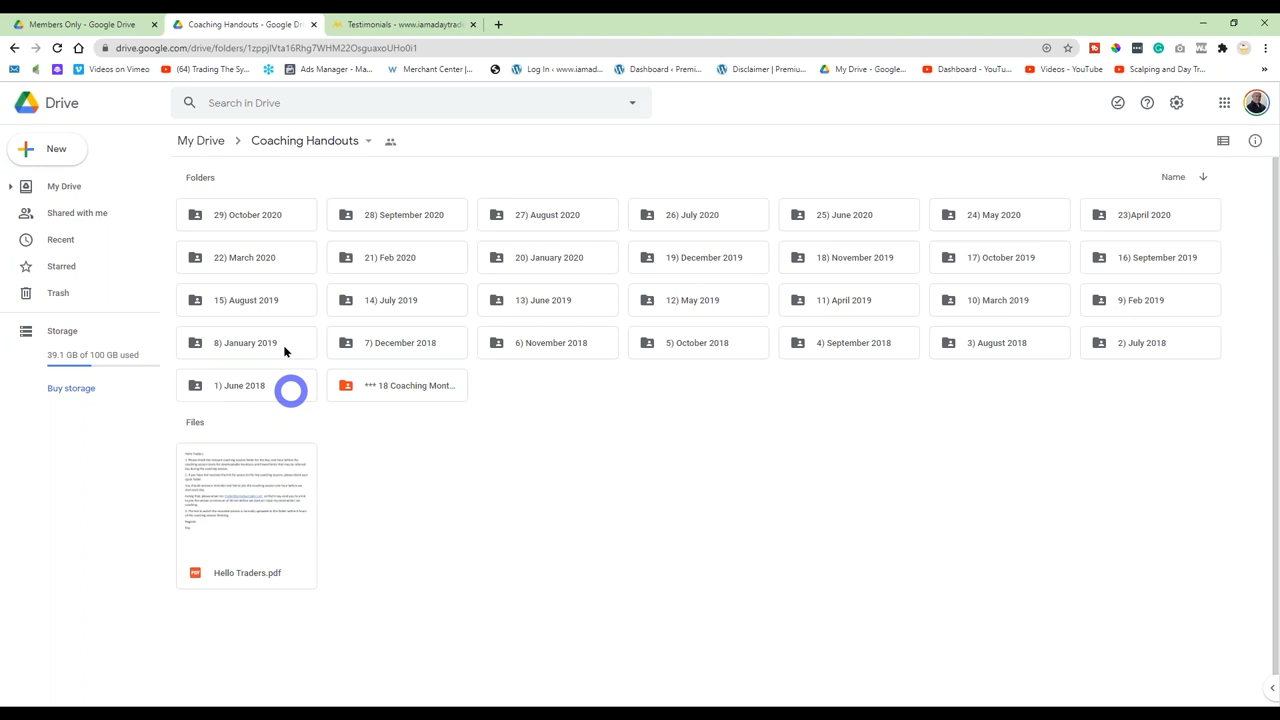 Members Only - Google Drive
Coaching Handouts - Google Dri
Testimonials - www.iamadaytrade
drive.google.com/drive/folders/1zppjIVta16Rhg7WHM22OsguaxoUHo0i1
Videos on Vimeo
(64) Trading The Sy...
Ads Manager - Ma...
Merchant Center |...
Log In ‹ www.iamad...
Dashboard ‹ Premi...
Disclaimer | Premiu...
My Drive - Google...
Dashboard - YouTu...
Videos - YouTube
Scalping and Day Tr...
Drive
Search in Drive
New
My Drive
Coaching Handouts
My Drive
Shared with me
Recent
Starred
Trash
Storage
39.1 GB of 100 GB used
Buy storage
Folders
Name
29) October 2020
28) September 2020
27) August 2020
26) July 2020
25) June 2020
24) May 2020
23)April 2020
22) March 2020
21) Feb 2020
20) January 2020
19) December 2019
18) November 2019
17) October 2019
16) September 2019
15) August 2019
14) July 2019
13) June 2019
12) May 2019
11) April 2019
10) March 2019
9) Feb 2019
8) January 2019
7) December 2018
6) November 2018
5) October 2018
4) September 2018
3) August 2018
2) July 2018
1) June 2018
*** 18 Coaching Mont...
Files
Hello Traders,
Hello Traders.pdf